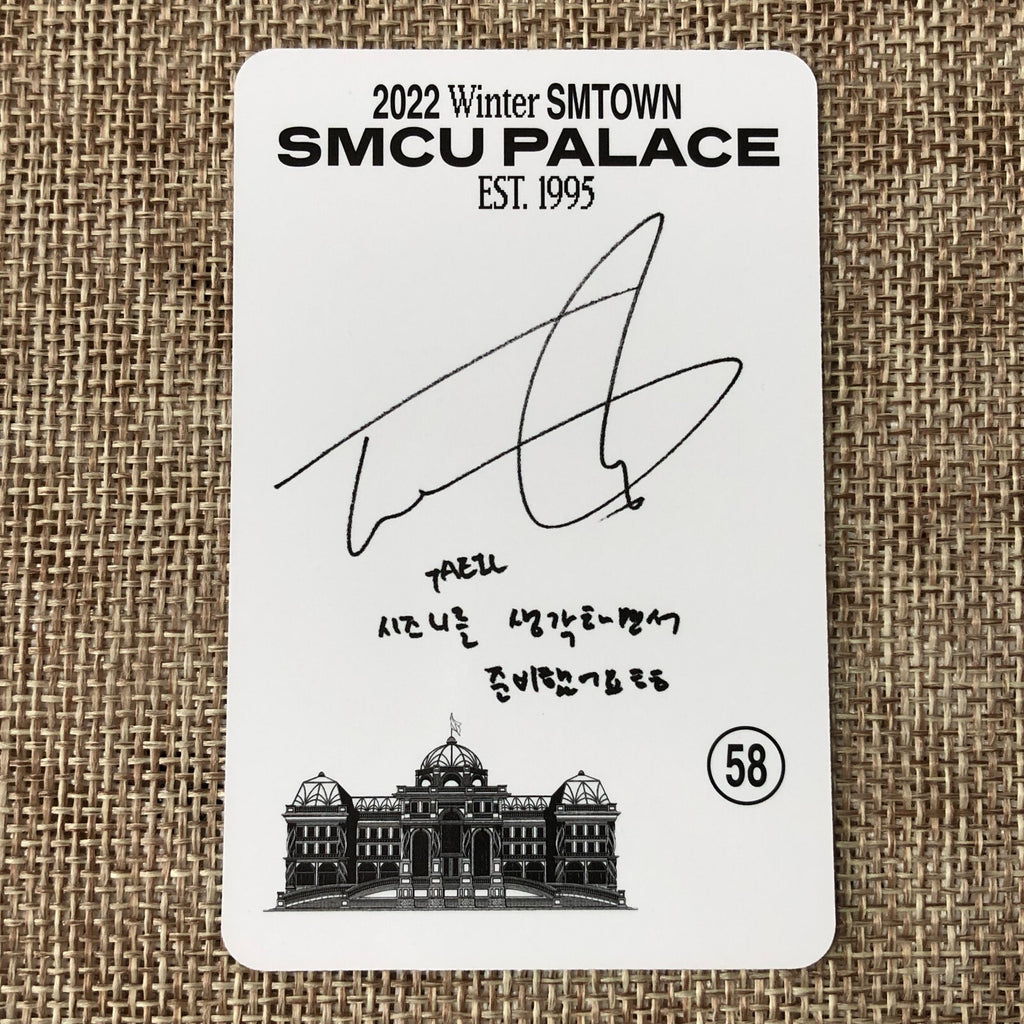 2022 Winter SMTOWN
SMCU PALACE
EST. 1995
TAEIL
시즈니를 생각하면서
준비했어요ㅎㅎ
58